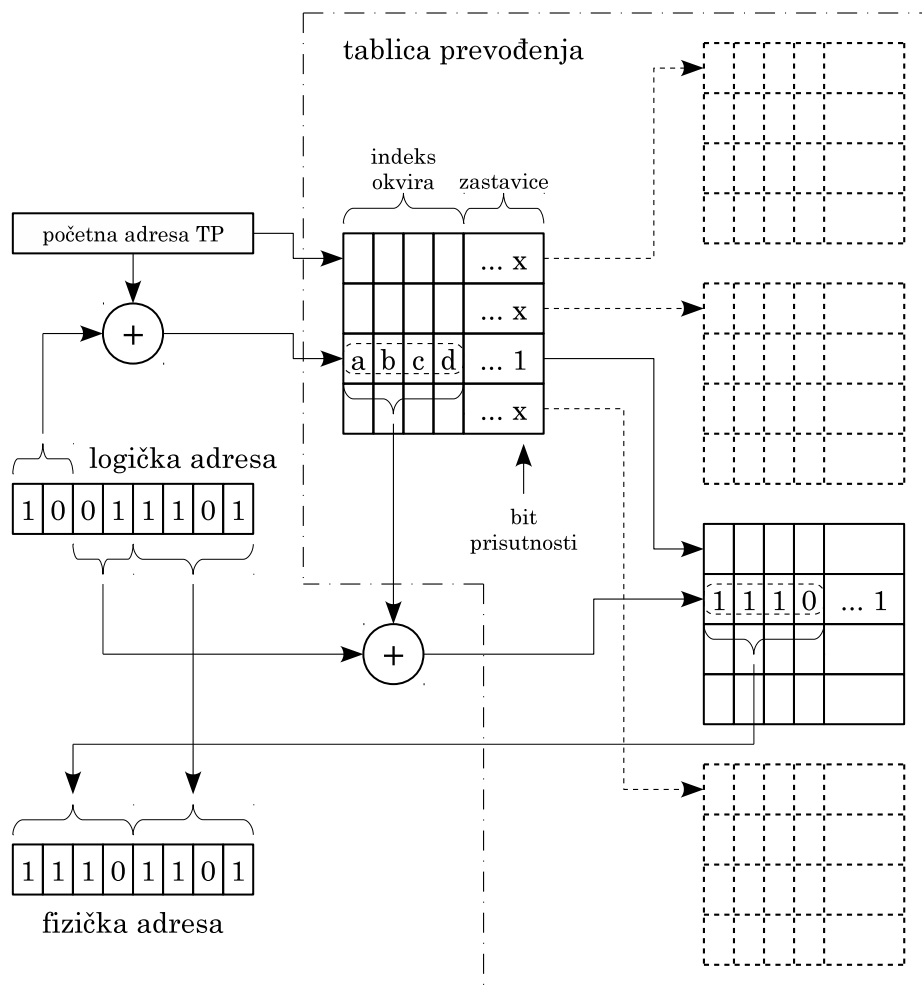 tablica prevođenja
indeks
okvira
zastavice
početna adresa TP
... x
... x
+
a b c d ... 1
... x
logička adresa
1 0 0 1 1 1 0 1
bit
prisutnosti
1 1 1 0 ... 1
+
1 1 1 0 1 1 0 1
fizička adresa